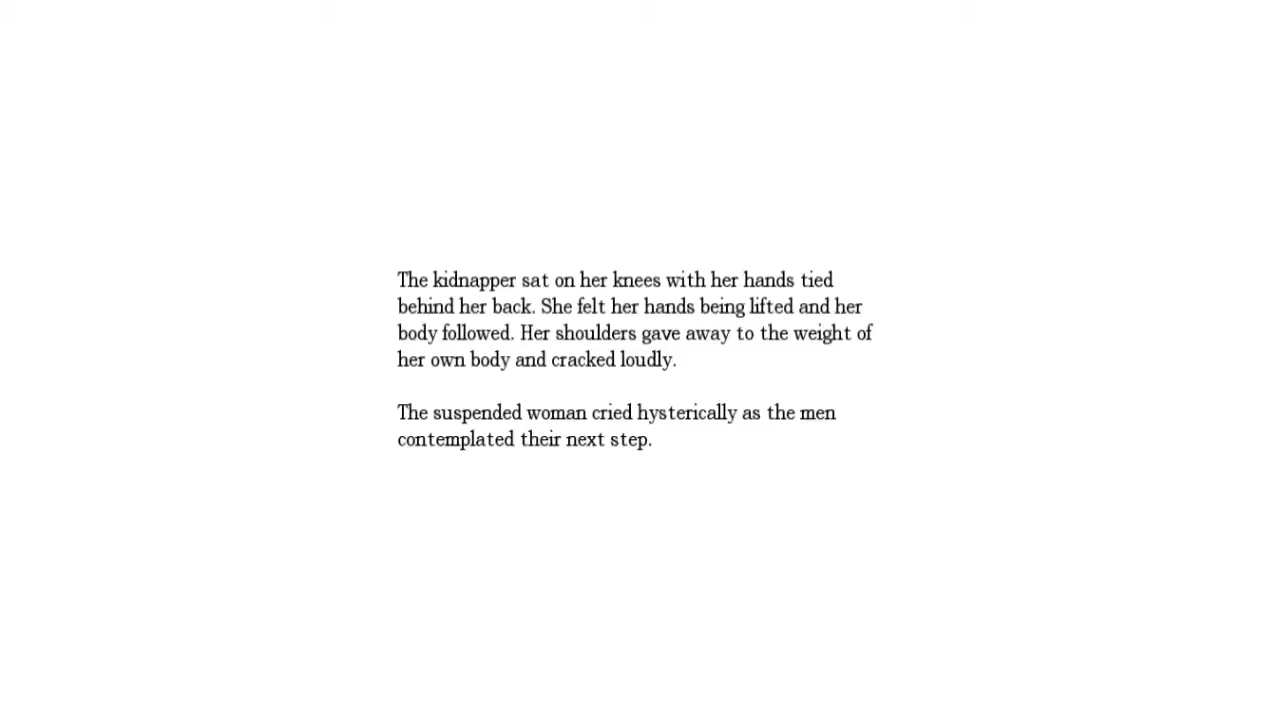 The kidnapper sat on her knees with her hands tied
behind her back. She felt her hands being lifted and her
body followed. Her shoulders gave away to the weight of
her own body and cracked loudly.
The suspended woman cried hysterically as the men
contemplated their next step.